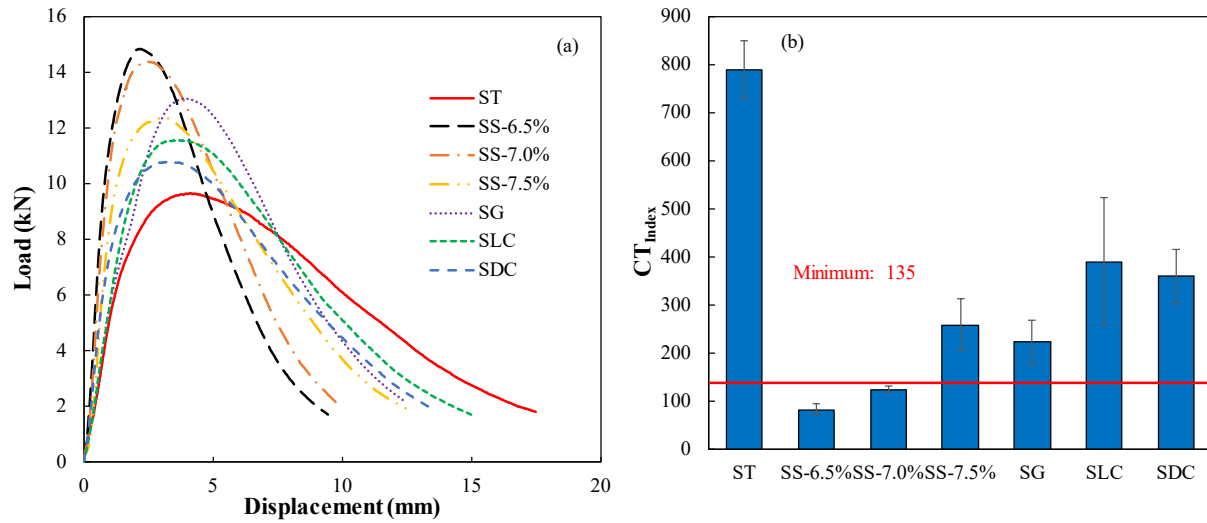 16
14
12
10
8
6
4
2
0
Load (kN)
(a)
ST
SS-6.5%
SS-7.0%
SS-7.5%
SG
SLC
SDC
0 5 10 15 20
Displacement (mm)
900
800
700
600
500
400
300
200
100
0
CT Index
(b)
Minimum: 135
ST SS-6.5% SS-7.0% SS-7.5% SG SLC SDC